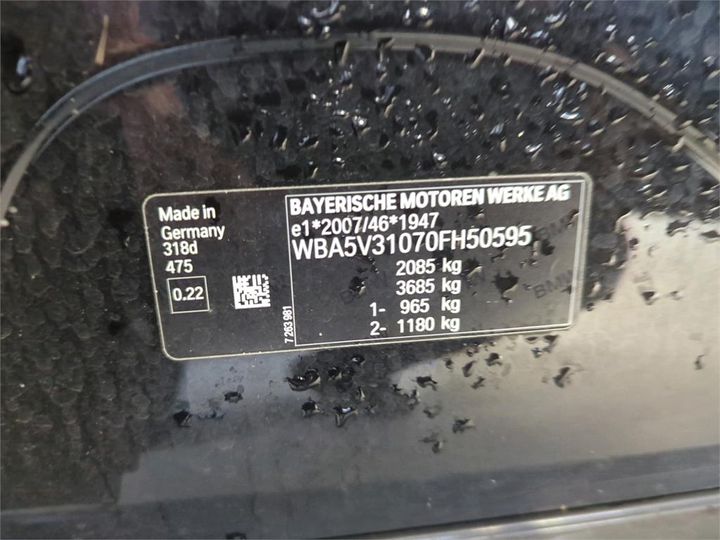 Made in
Germany
318d
475
0.22
7 263 981
BAYERISCHE MOTOREN WERKE AG
e1*2007/46*1947
WBA5V31070FH50595
2085 kg
3685 kg
1- 965 kg
2- 1180 kg